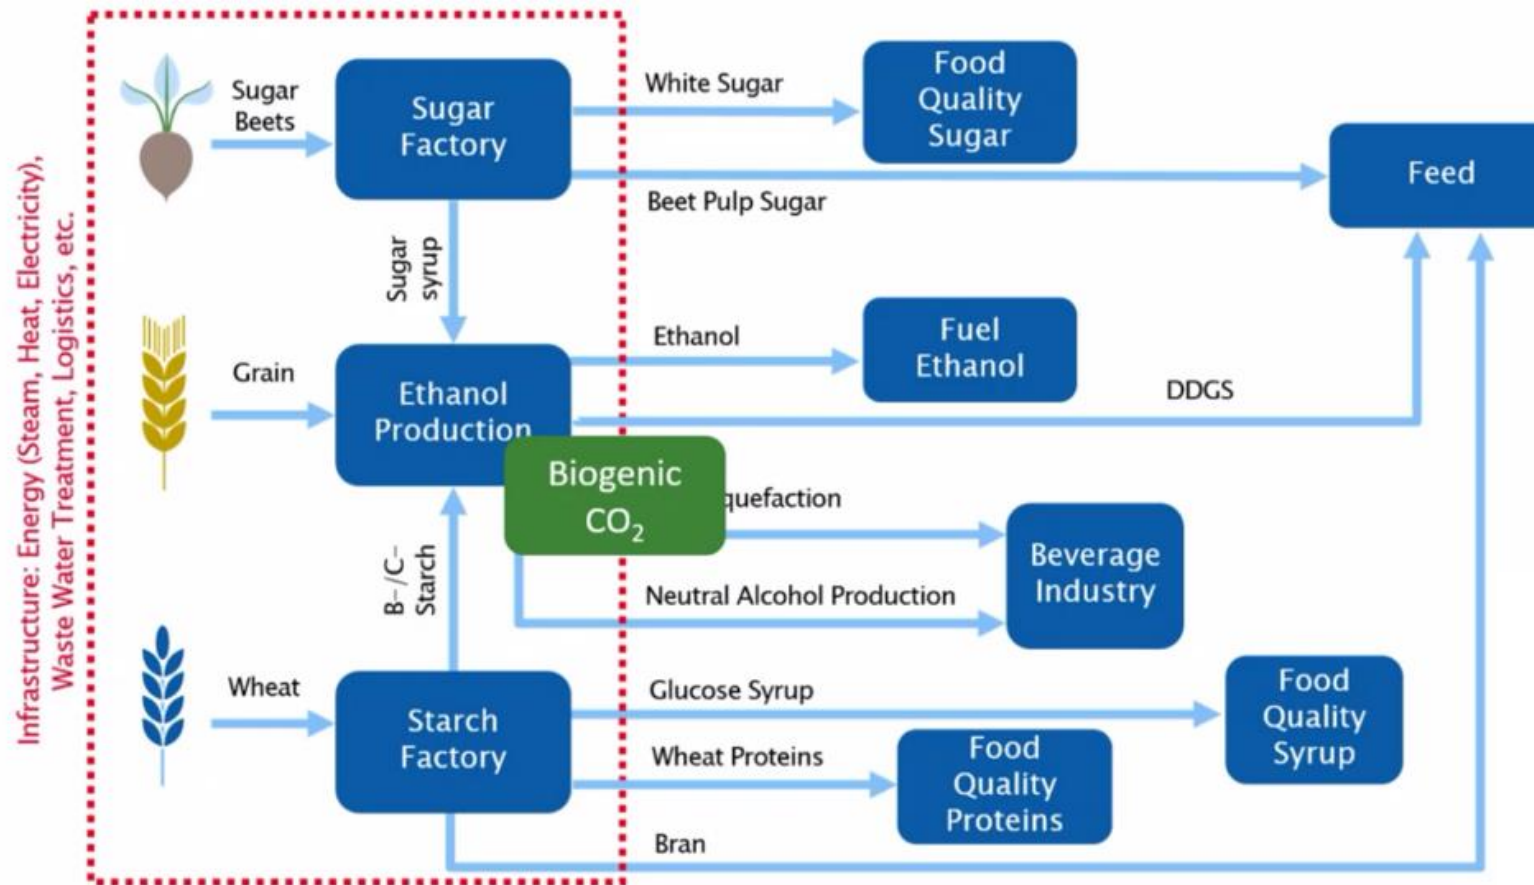 Infrastructure: Energy (Steam, Heat, Electricity),
Waste Water Treatment, Logistics, etc.
Sugar
Beets
Sugar
Factory
White Sugar
Food
Quality
Sugar
Beet Pulp Sugar
Feed
Sugar
syrup
Grain
Ethanol
Production
Ethanol
Fuel
Ethanol
DDGS
Biogenic
CO₂
quefaction
Beverage
Industry
Neutral Alcohol Production
B-/C-
Starch
Wheat
Starch
Factory
Glucose Syrup
Food
Quality
Syrup
Wheat Proteins
Food
Quality
Proteins
Bran